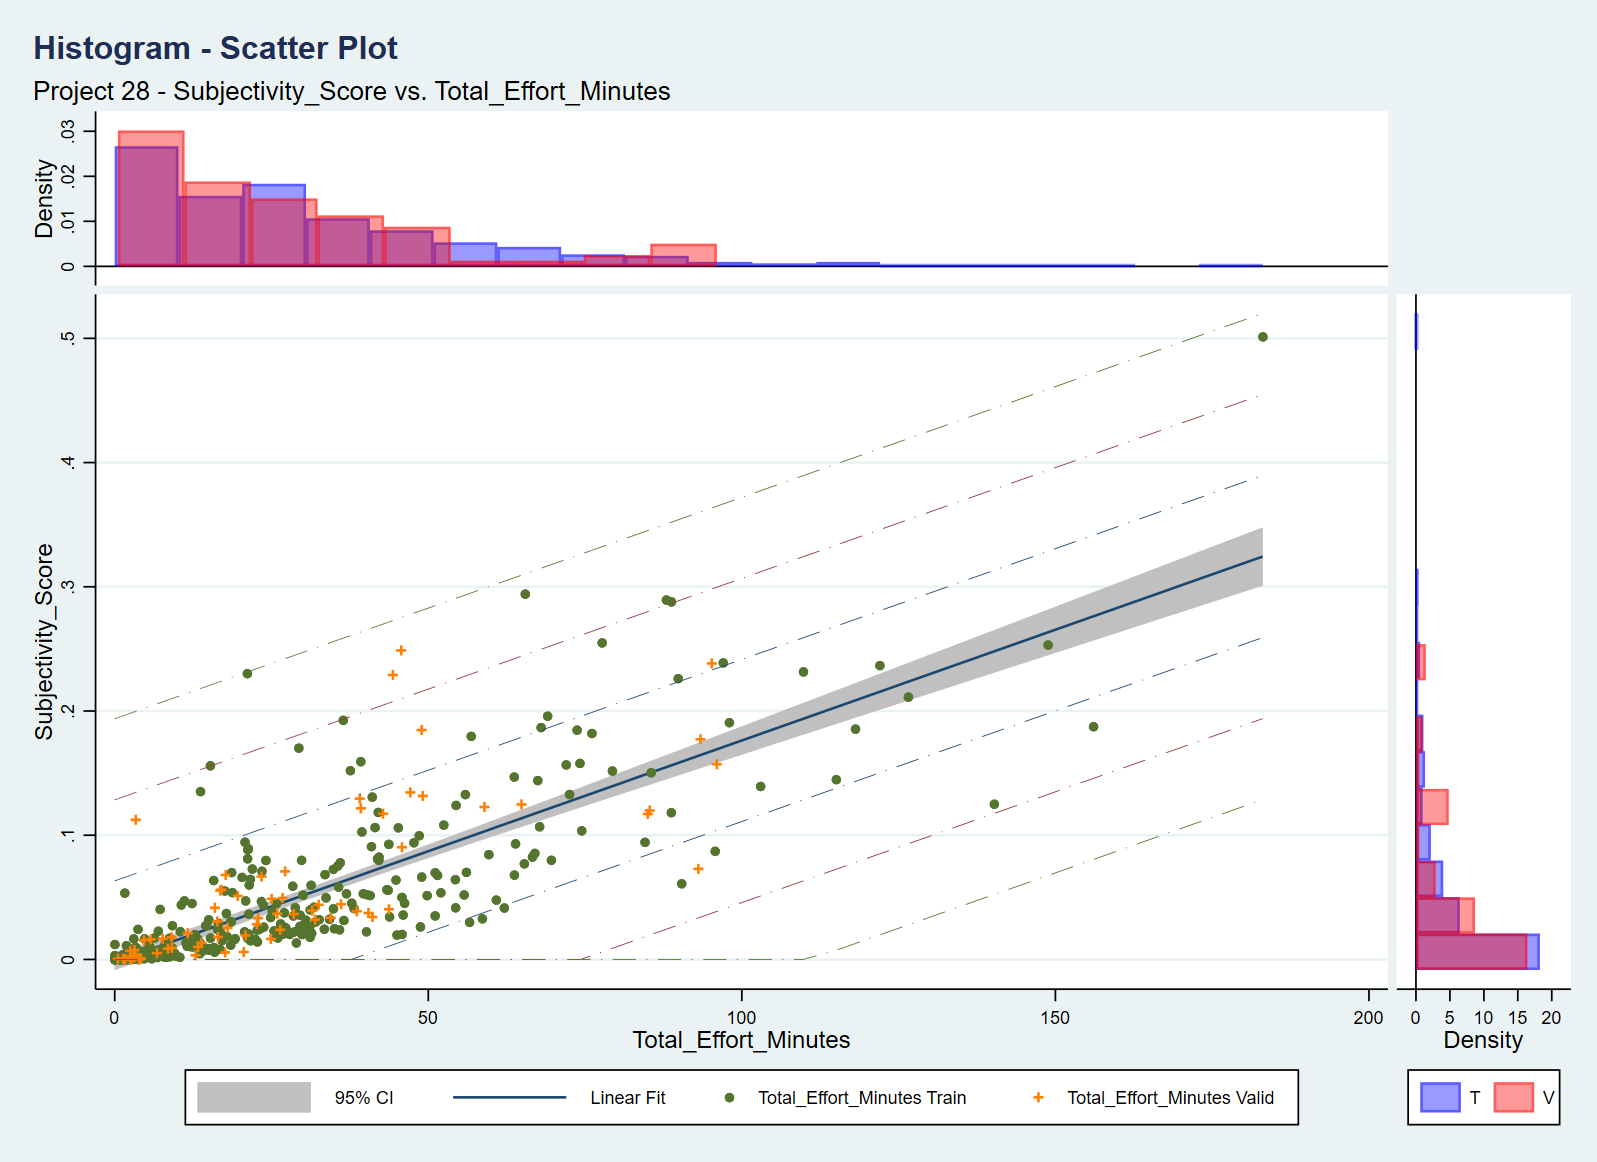 Histogram - Scatter Plot
Project 28 - Subjectivity_Score vs. Total_Effort_Minutes
Density
.03
.02
.01
0
Subjectivity_Score
.5
.4
.3
.2
.1
0
0 50 100 150 200
Total_Effort_Minutes
0 5 10 15 20
Density
95% CI Linear Fit Total_Effort_Minutes Train Total_Effort_Minutes Valid
T V